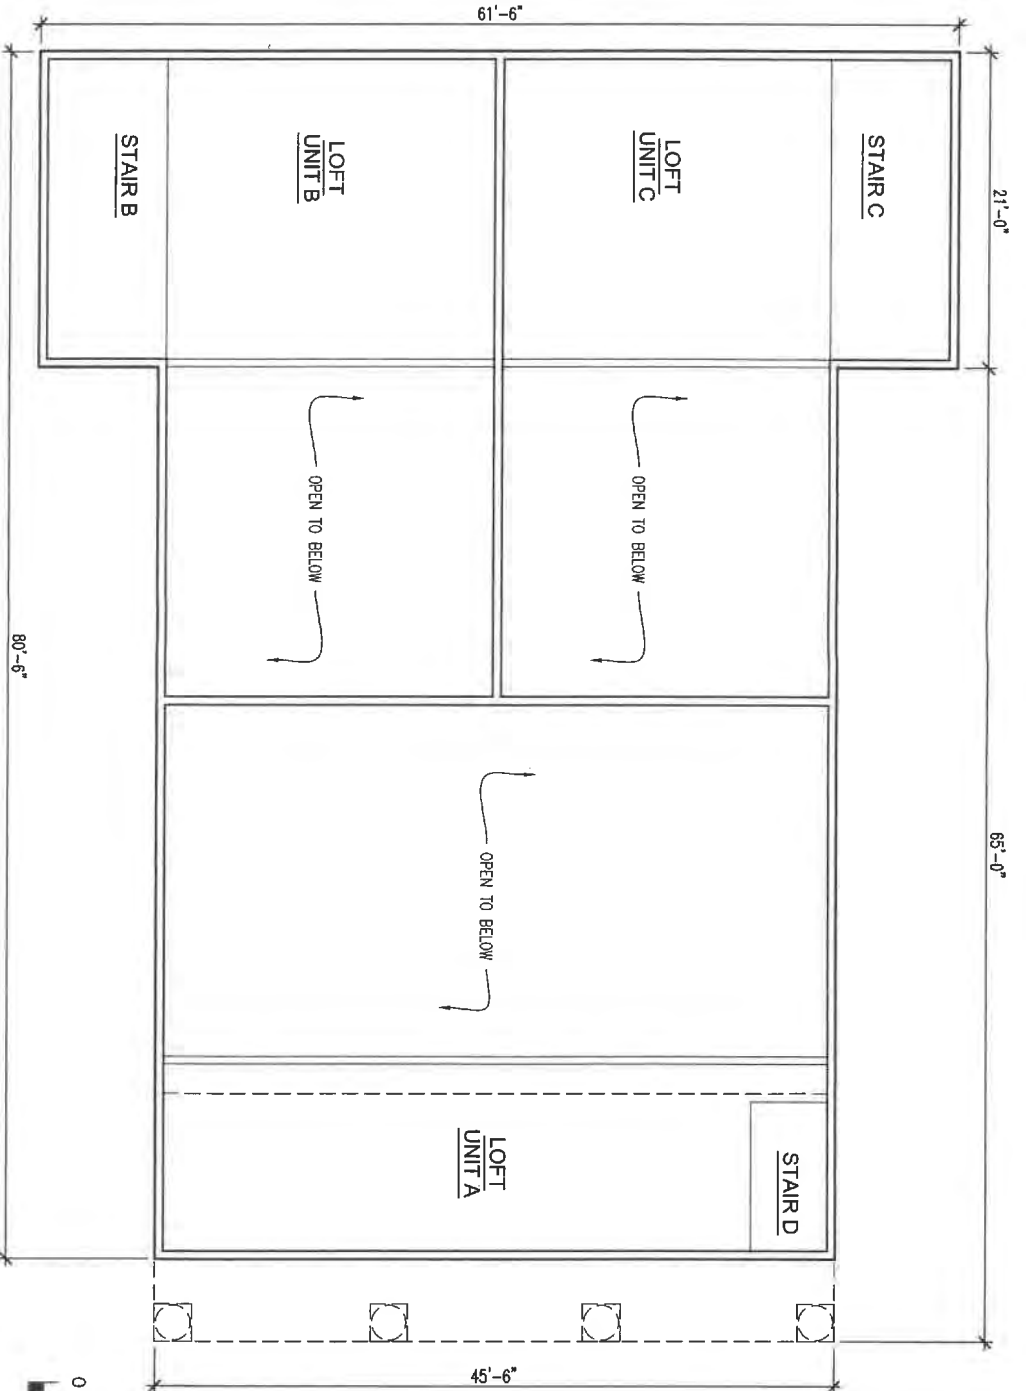 61'-6"
21'-0"
STAIR B
LOFT
UNIT B
LOFT
UNIT C
STAIR C
OPEN TO BELOW
OPEN TO BELOW
80'-6"
65'-0"
OPEN TO BELOW
LOFT
UNIT A
STAIR D
45'-6"
0